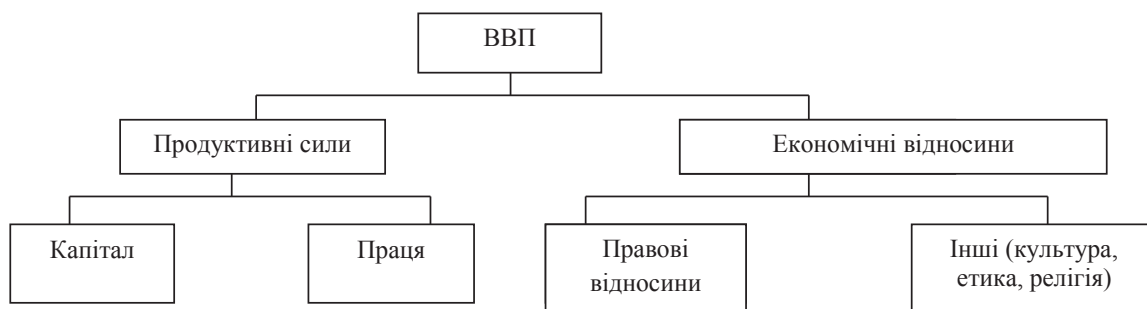 ВВП
Продуктивні сили
Економічні відносини
Капітал
Праця
Правові
відносини
Інші (культура,
етика, релігія)